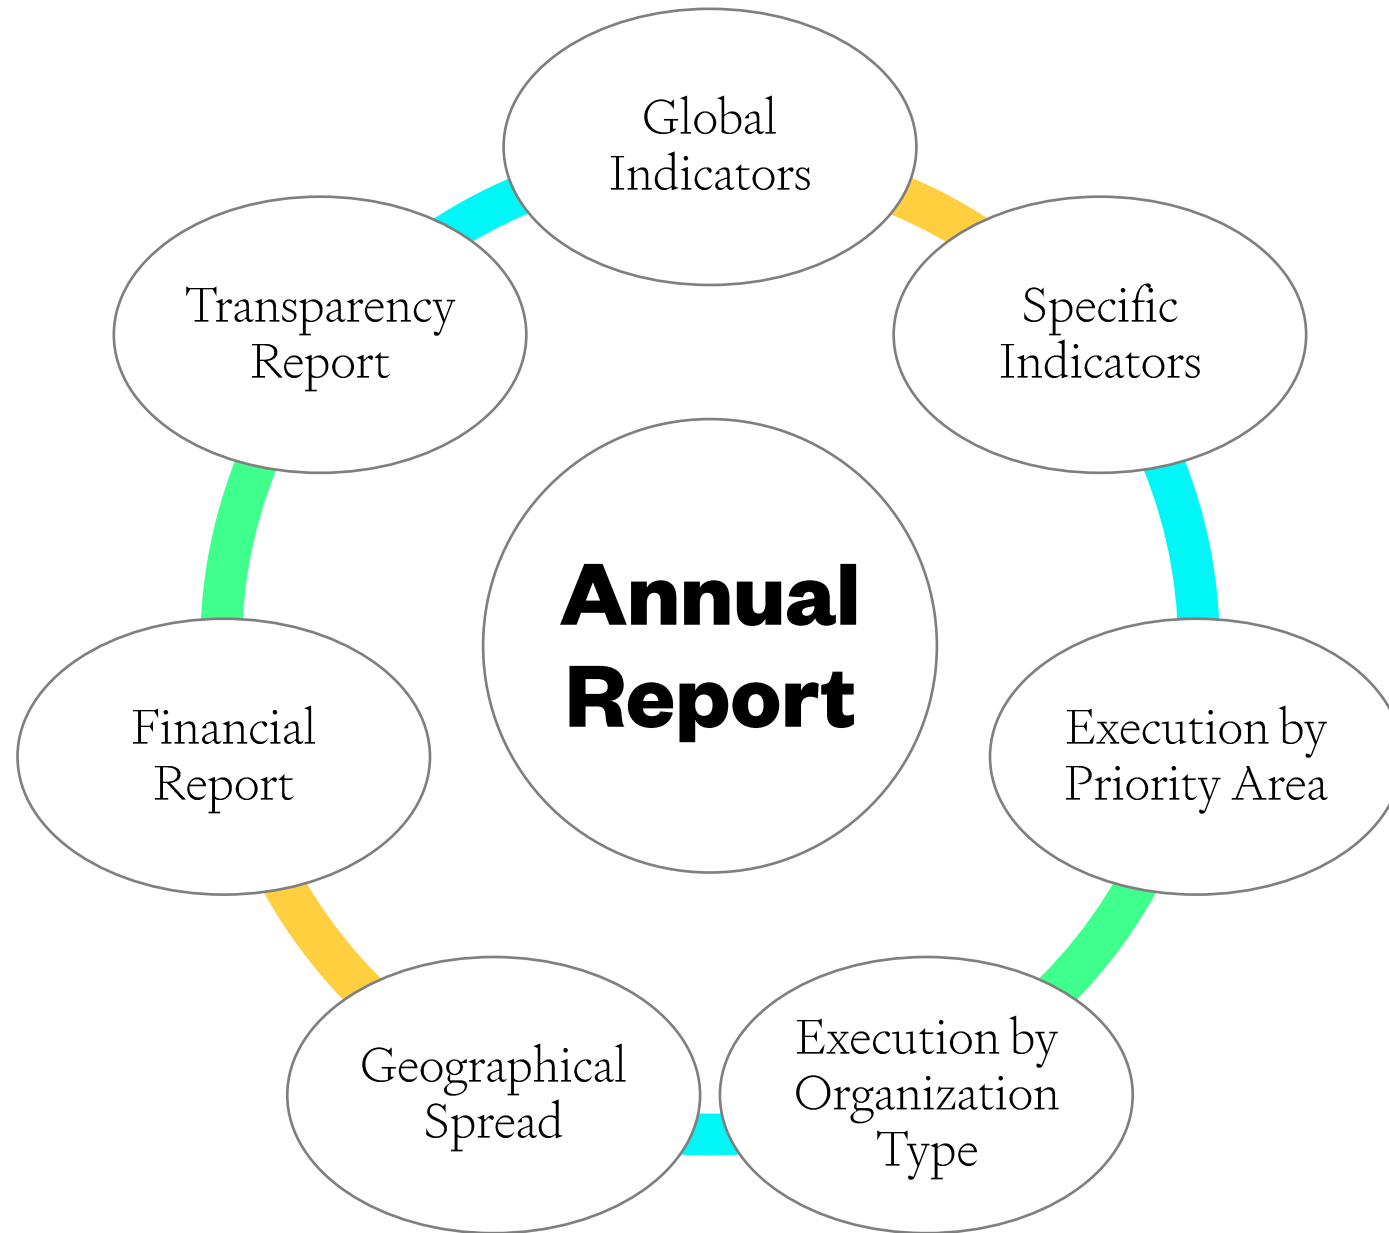 Global
Indicators
Transparency
Report
Specific
Indicators
Annual
Report
Financial
Report
Execution by
Priority Area
Geographical
Spread
Execution by
Organization
Type